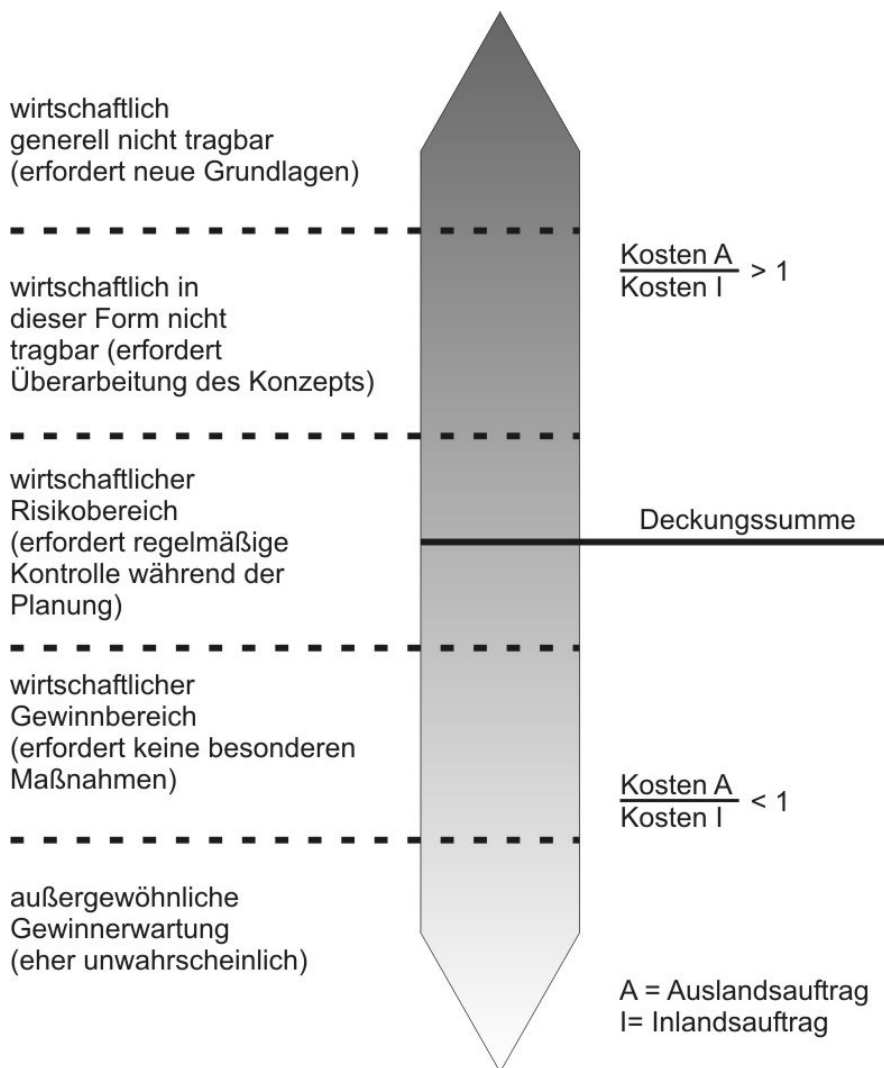 wirtschaftlich
generell nicht tragbar
(erfordert neue Grundlagen)
Kosten A
Kosten I
> 1
wirtschaftlich in
dieser Form nicht
tragbar (erfordert
Überarbeitung des Konzepts)
wirtschaftlicher
Risikobereich
(erfordert regelmäßige
Kontrolle während der
Planung)
Deckungssumme
wirtschaftlicher
Gewinnbereich
(erfordert keine besonderen
Maßnahmen)
Kosten A
Kosten I
< 1
außergewöhnliche
Gewinnerwartung
(eher unwahrscheinlich)
A = Auslandsauftrag
I= Inlandsauftrag